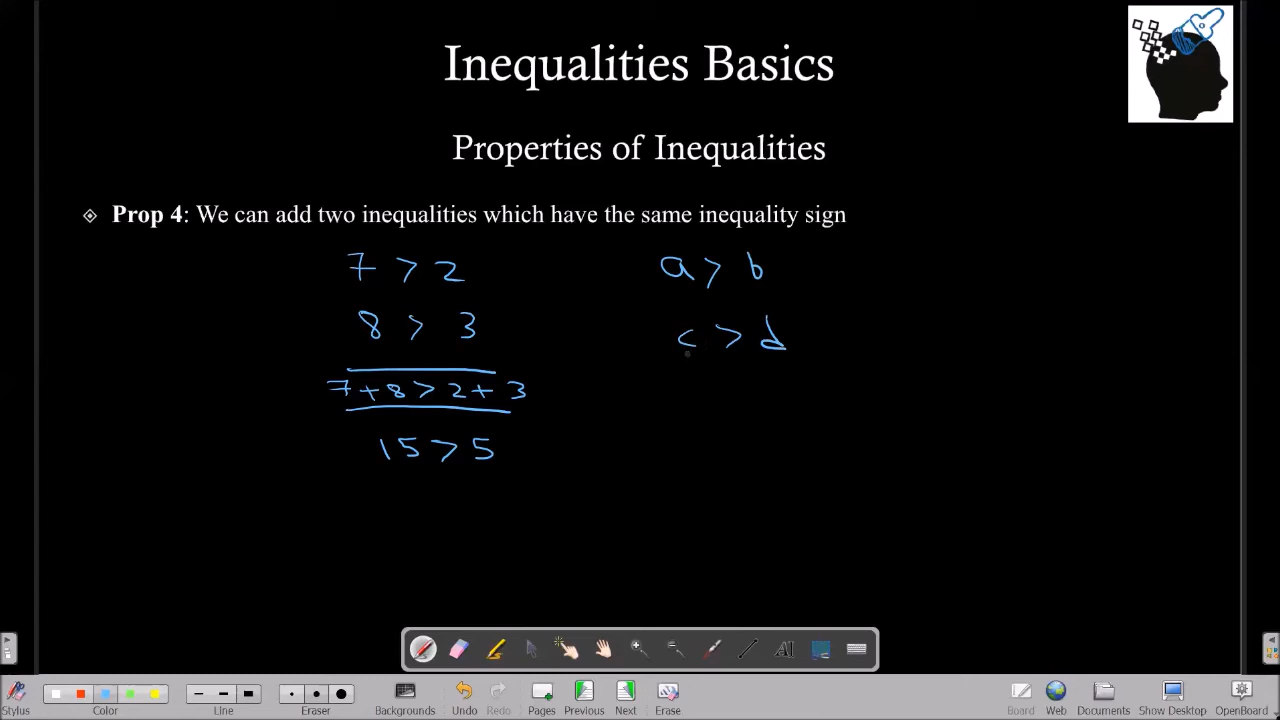 Inequalities Basics
Properties of Inequalities
Prop 4: We can add two inequalities which have the same inequality sign
7 > 2
a > b
8 > 3
c > d
7 + 8 > 2 + 3
15 > 5
Stylus
Color
Line
Eraser
Backgrounds
Undo
Redo
Pages
Previous
Next
Erase
Board
Web
Documents
Show Desktop
OpenBoard
AI